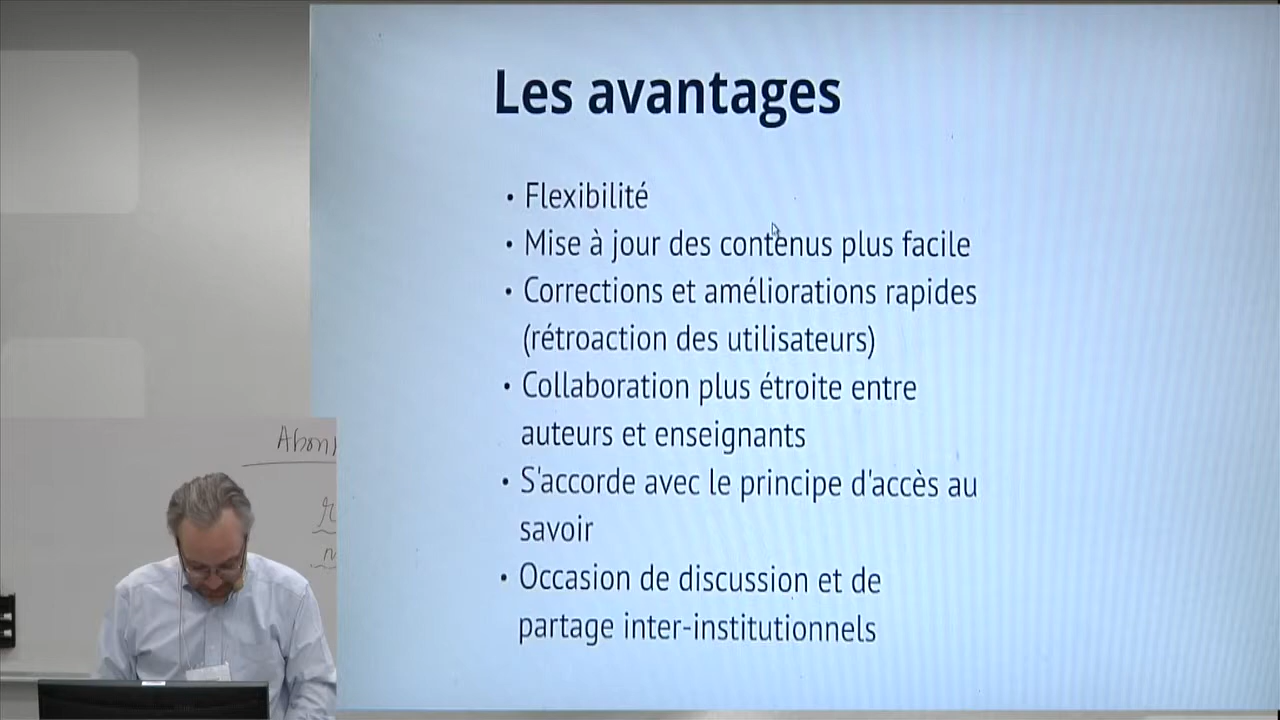 Les avantages
• Flexibilité
• Mise à jour des contenus plus facile
• Corrections et améliorations rapides
(rétroaction des utilisateurs)
• Collaboration plus étroite entre
auteurs et enseignants
• S'accorde avec le principe d'accès au
savoir
• Occasion de discussion et de
partage inter-institutionnels